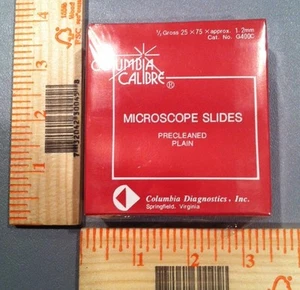 ½ Gross 25 × 75 × approx. 1.2mm
Cat. No. G400C
COLUMBIA
CALIBRE®
MICROSCOPE SLIDES
PRECLEANED
PLAIN
Columbia Diagnostics, Inc.
Springfield, Virginia
1
2
3